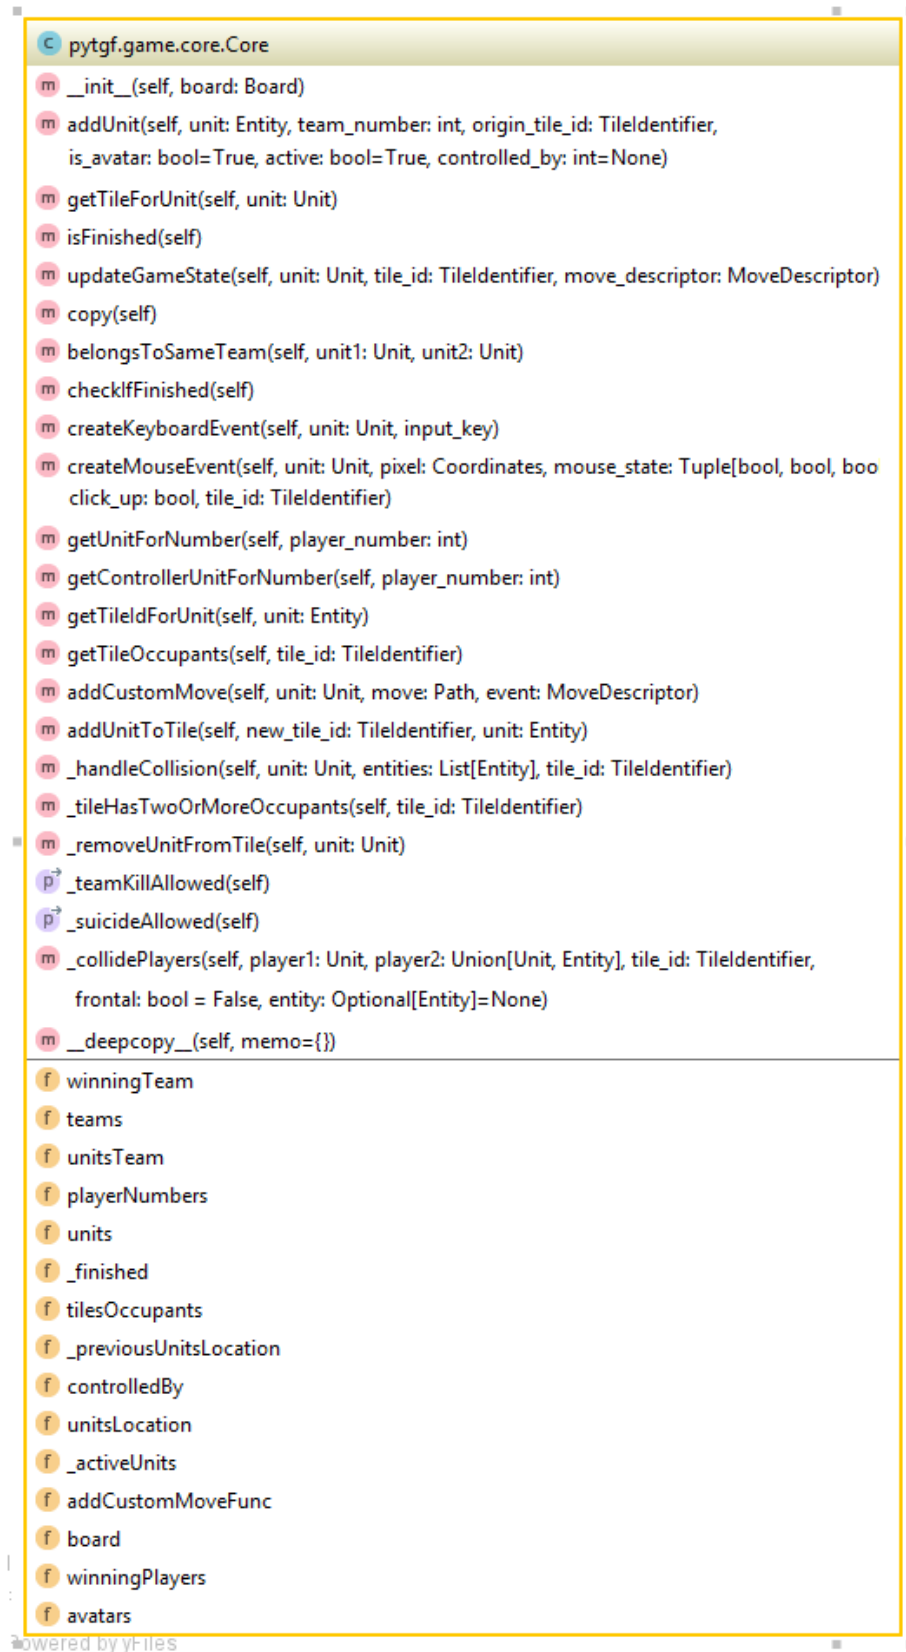 C pytgf.game.core.Core
m __init__(self, board: Board)
m addUnit(self, unit: Entity, team_number: int, origin_tile_id: TileIdentifier,
is_avatar: bool=True, active: bool=True, controlled_by: int=None)
m getTileForUnit(self, unit: Unit)
m isFinished(self)
m updateGameState(self, unit: Unit, tile_id: TileIdentifier, move_descriptor: MoveDescriptor)
m copy(self)
m belongsToSameTeam(self, unit1: Unit, unit2: Unit)
m checkIfFinished(self)
m createKeyboardEvent(self, unit: Unit, input_key)
m createMouseEvent(self, unit: Unit, pixel: Coordinates, mouse_state: Tuple[bool, bool, boo
click_up: bool, tile_id: TileIdentifier)
m getUnitForNumber(self, player_number: int)
m getControllerUnitForNumber(self, player_number: int)
m getTileIdForUnit(self, unit: Entity)
m getTileOccupants(self, tile_id: TileIdentifier)
m addCustomMove(self, unit: Unit, move: Path, event: MoveDescriptor)
m addUnitToTile(self, new_tile_id: TileIdentifier, unit: Entity)
m _handleCollision(self, unit: Unit, entities: List[Entity], tile_id: TileIdentifier)
m _tileHasTwoOrMoreOccupants(self, tile_id: TileIdentifier)
m _removeUnitFromTile(self, unit: Unit)
p _teamKillAllowed(self)
p _suicideAllowed(self)
m _collidePlayers(self, player1: Unit, player2: Union[Unit, Entity], tile_id: TileIdentifier,
frontal: bool = False, entity: Optional[Entity]=None)
m __deepcopy__(self, memo={})
f winningTeam
f teams
f unitsTeam
f playerNumbers
f units
f _finished
f tilesOccupants
f _previousUnitsLocation
f controlledBy
f unitsLocation
f _activeUnits
f addCustomMoveFunc
f board
f winningPlayers
f avatars
Powered by yFiles